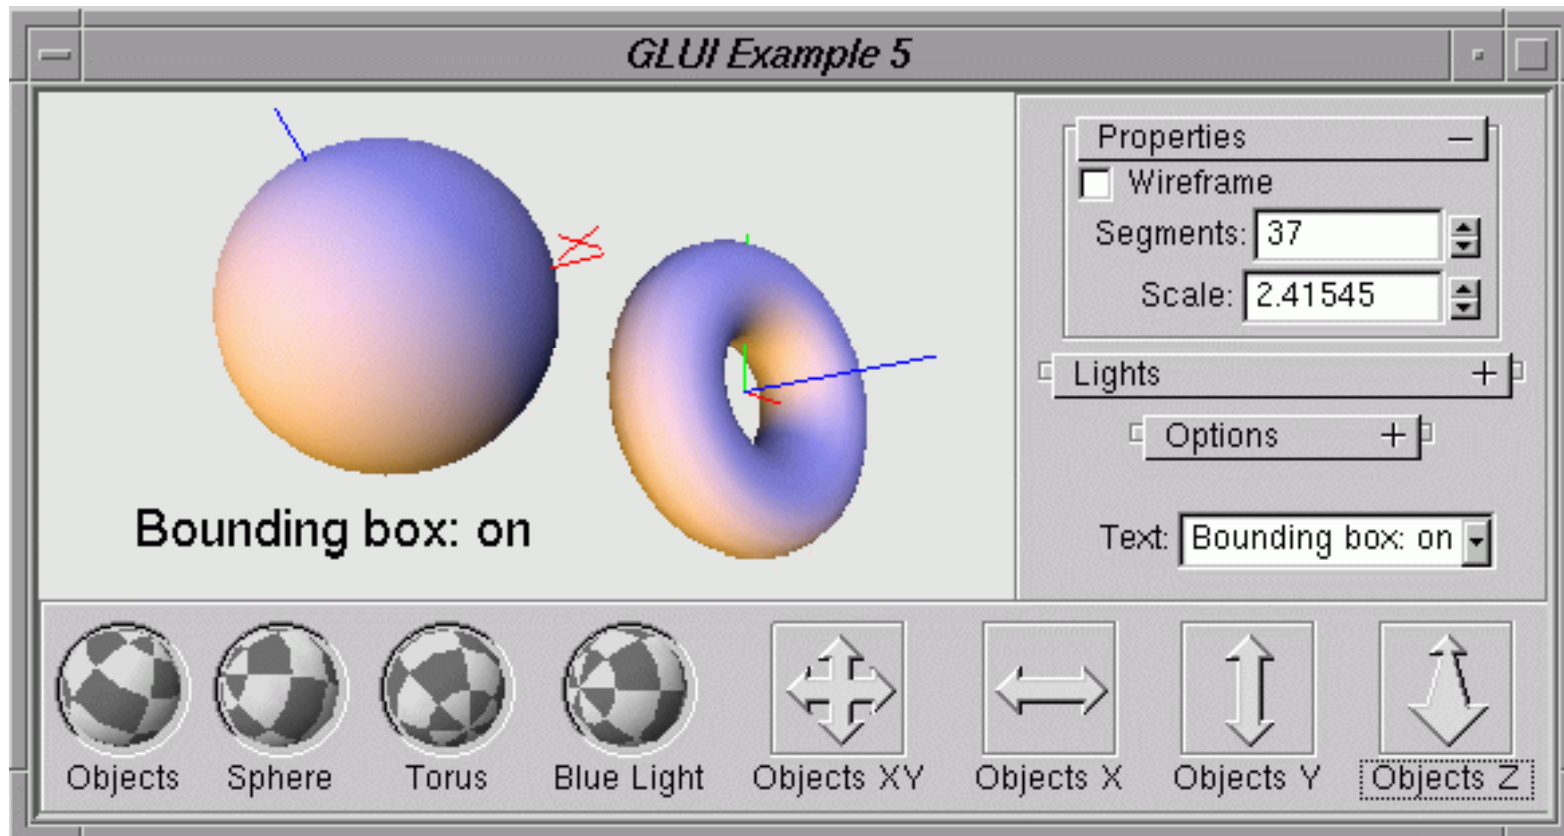 GLUI Example 5
Properties
Wireframe
Segments: 37
Scale: 2.41545
Lights
Options
Text: Bounding box: on
Bounding box: on
Objects
Sphere
Torus
Blue Light
Objects XY
Objects X
Objects Y
Objects Z